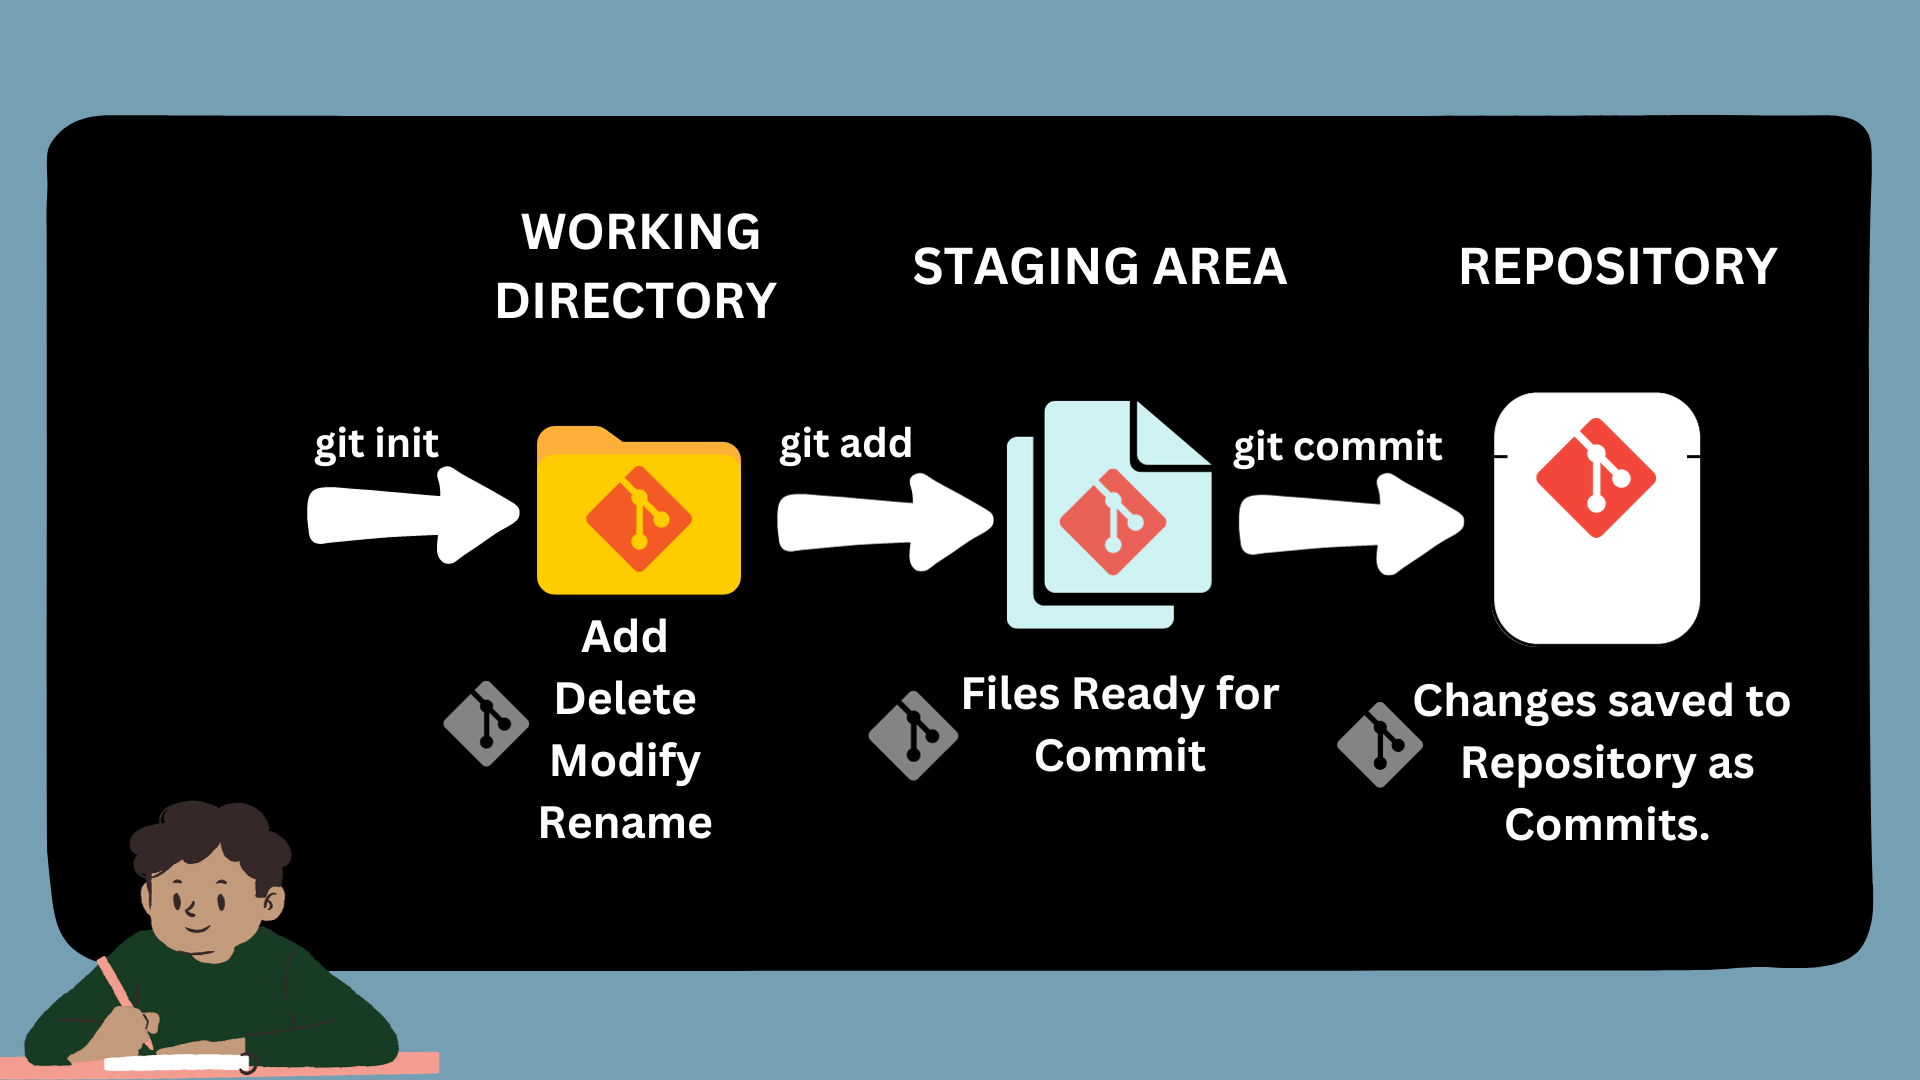 WORKING
DIRECTORY
STAGING AREA
REPOSITORY
git init
git add
git commit
Add
Delete
Modify
Rename
Files Ready for
Commit
Changes saved to
Repository as
Commits.